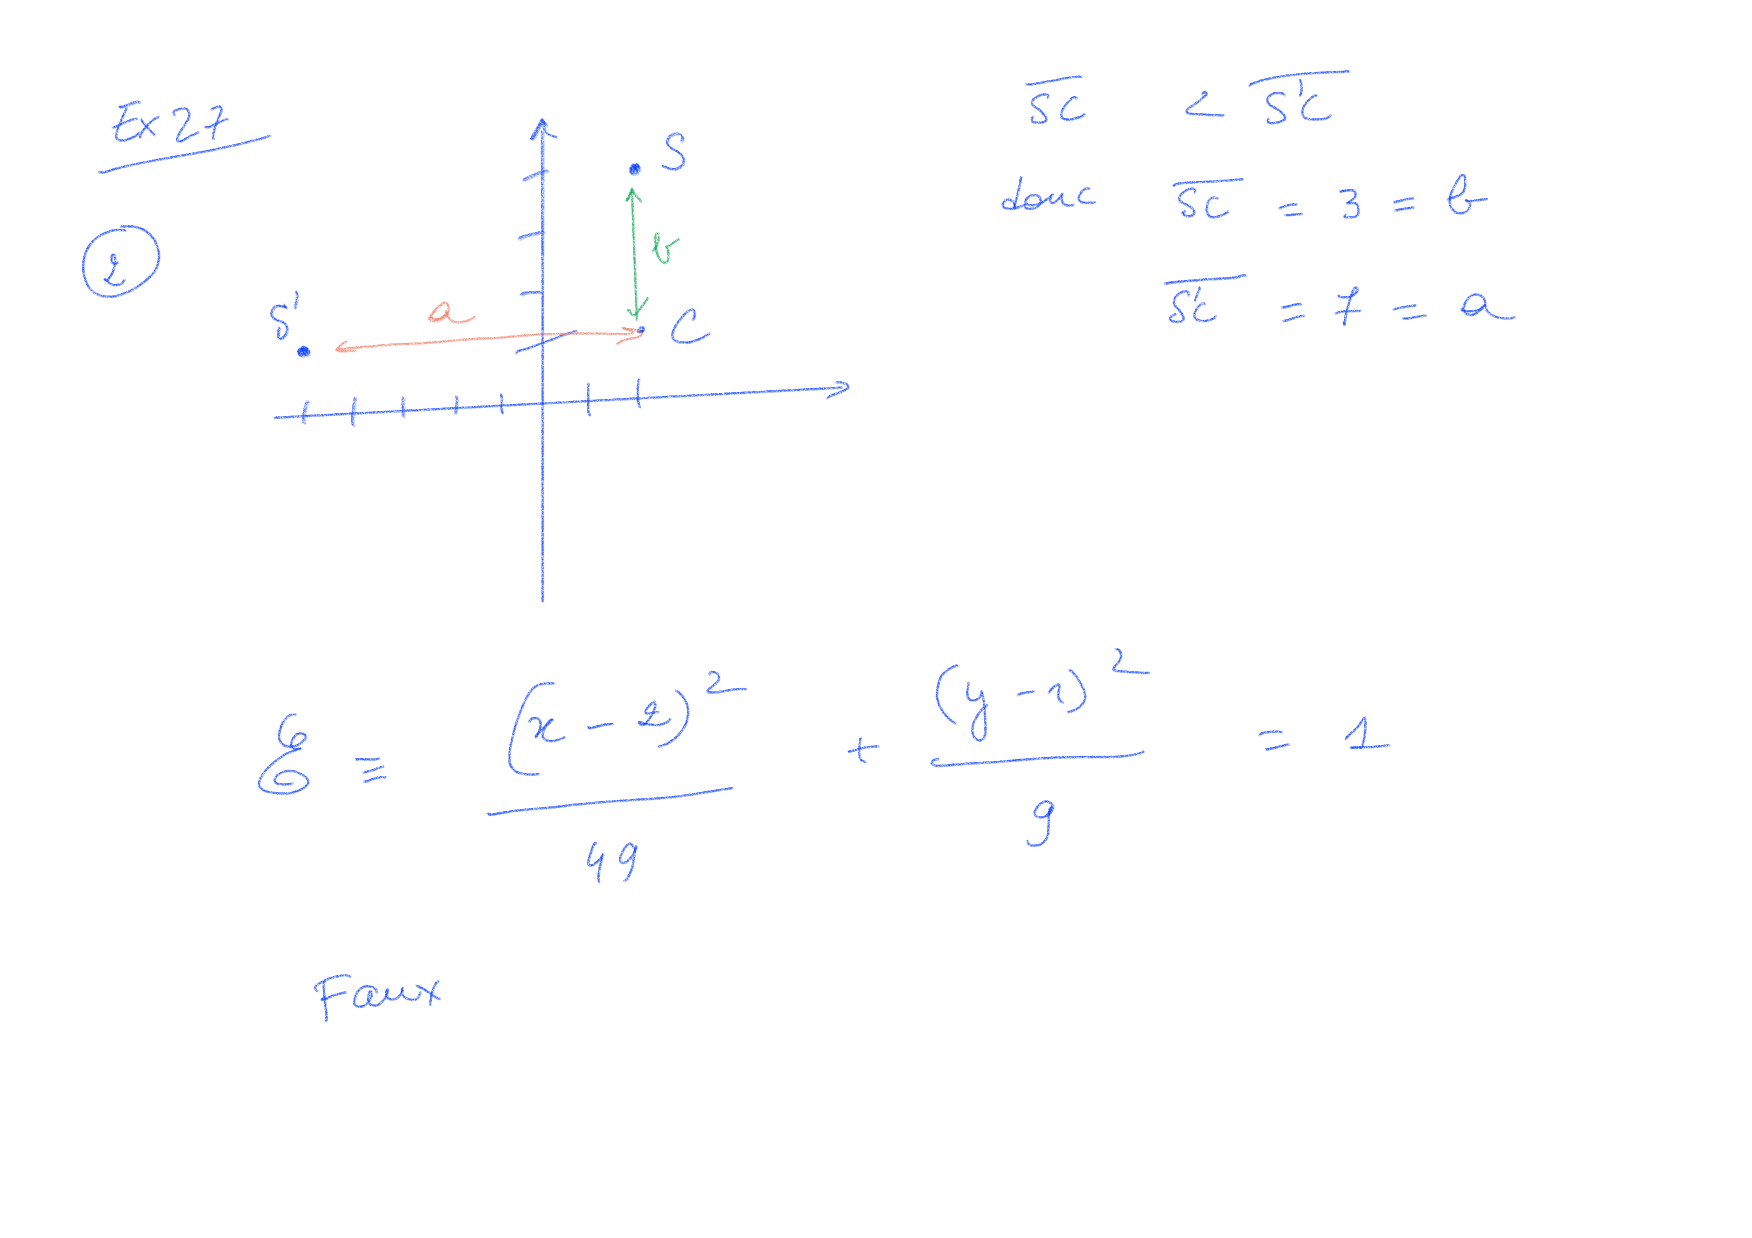 Ex 27
2
S
b
S'
a
C
SC < S'C
donc SC = 3 = b
S'C = 7 = a
E ≡ (x - 2)² / 49 + (y - 1)² / 9 = 1
Faux